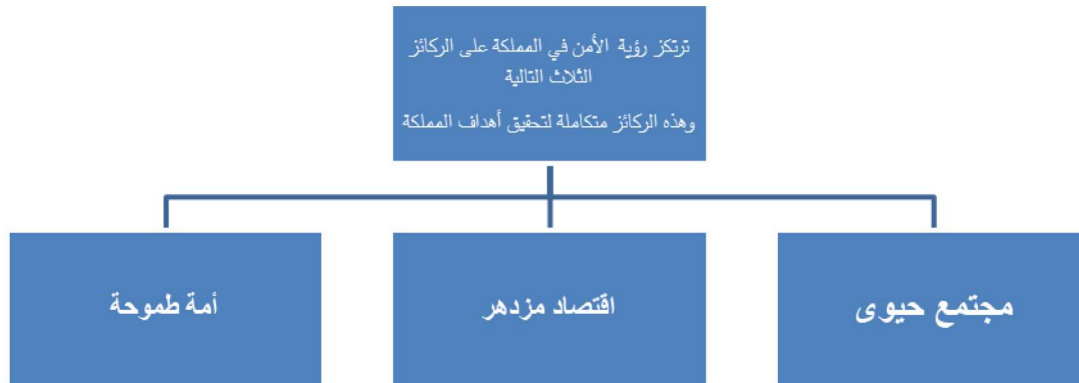 ترتكز رؤية الأمن في المملكة على الركائز
الثلاث التالية
وهذه الركائز متكاملة لتحقيق أهداف المملكة
مجتمع حيوى
اقتصاد مزدهر
أمة طموحة